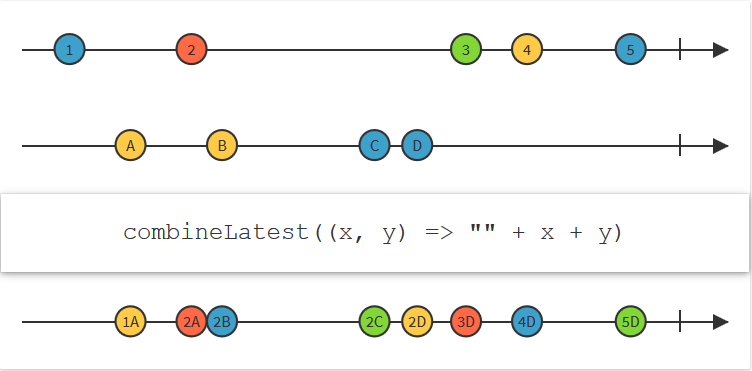 1 2 3 4 5
A B C D
combineLatest((x, y) => "" + x + y)
1A 2A 2B 2C 2D 3D 4D 5D